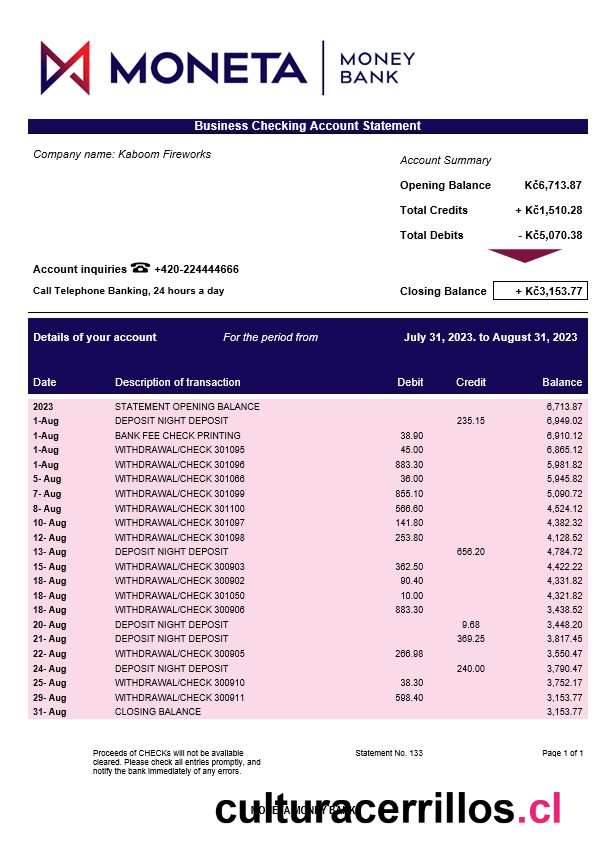 MONETA MONEY
BANK
Business Checking Account Statement
Company name: Kaboom Fireworks
Account Summary
Opening Balance Kč6,713.87
Total Credits + Kč1,510.28
Total Debits - Kč5,070.38
Account inquiries ☎ +420-224444666
Call Telephone Banking, 24 hours a day
Closing Balance + Kč3,153.77
Details of your account For the period from July 31, 2023. to August 31, 2023
Date Description of transaction Debit Credit Balance
2023 STATEMENT OPENING BALANCE 6,713.87
1-Aug DEPOSIT NIGHT DEPOSIT 235.15 6,949.02
1-Aug BANK FEE CHECK PRINTING 38.90 6,910.12
1-Aug WITHDRAWAL/CHECK 301095 45.00 6,865.12
1-Aug WITHDRAWAL/CHECK 301096 883.30 5,981.82
5- Aug WITHDRAWAL/CHECK 301066 36.00 5,945.82
7- Aug WITHDRAWAL/CHECK 301099 855.10 5,090.72
8- Aug WITHDRAWAL/CHECK 301100 566.60 4,524.12
10- Aug WITHDRAWAL/CHECK 301097 141.80 4,382.32
12- Aug WITHDRAWAL/CHECK 301098 253.80 4,128.52
13- Aug DEPOSIT NIGHT DEPOSIT 656.20 4,784.72
15- Aug WITHDRAWAL/CHECK 300903 362.50 4,422.22
18- Aug WITHDRAWAL/CHECK 300902 90.40 4,331.82
18- Aug WITHDRAWAL/CHECK 301050 10.00 4,321.82
18- Aug WITHDRAWAL/CHECK 300906 883.30 3,438.52
20- Aug DEPOSIT NIGHT DEPOSIT 9.68 3,448.20
21- Aug DEPOSIT NIGHT DEPOSIT 369.25 3,817.45
22- Aug WITHDRAWAL/CHECK 300905 266.98 3,550.47
24- Aug DEPOSIT NIGHT DEPOSIT 240.00 3,790.47
25- Aug WITHDRAWAL/CHECK 300910 38.30 3,752.17
29- Aug WITHDRAWAL/CHECK 300911 598.40 3,153.77
31- Aug CLOSING BALANCE 3,153.77
Proceeds of CHECKs will not be available Statement No. 133 Page 1 of 1
cleared. Please check all entries promptly, and
notify the bank immediately of any errors.
MONETA MONEY BANK
culturacerrillos.cl